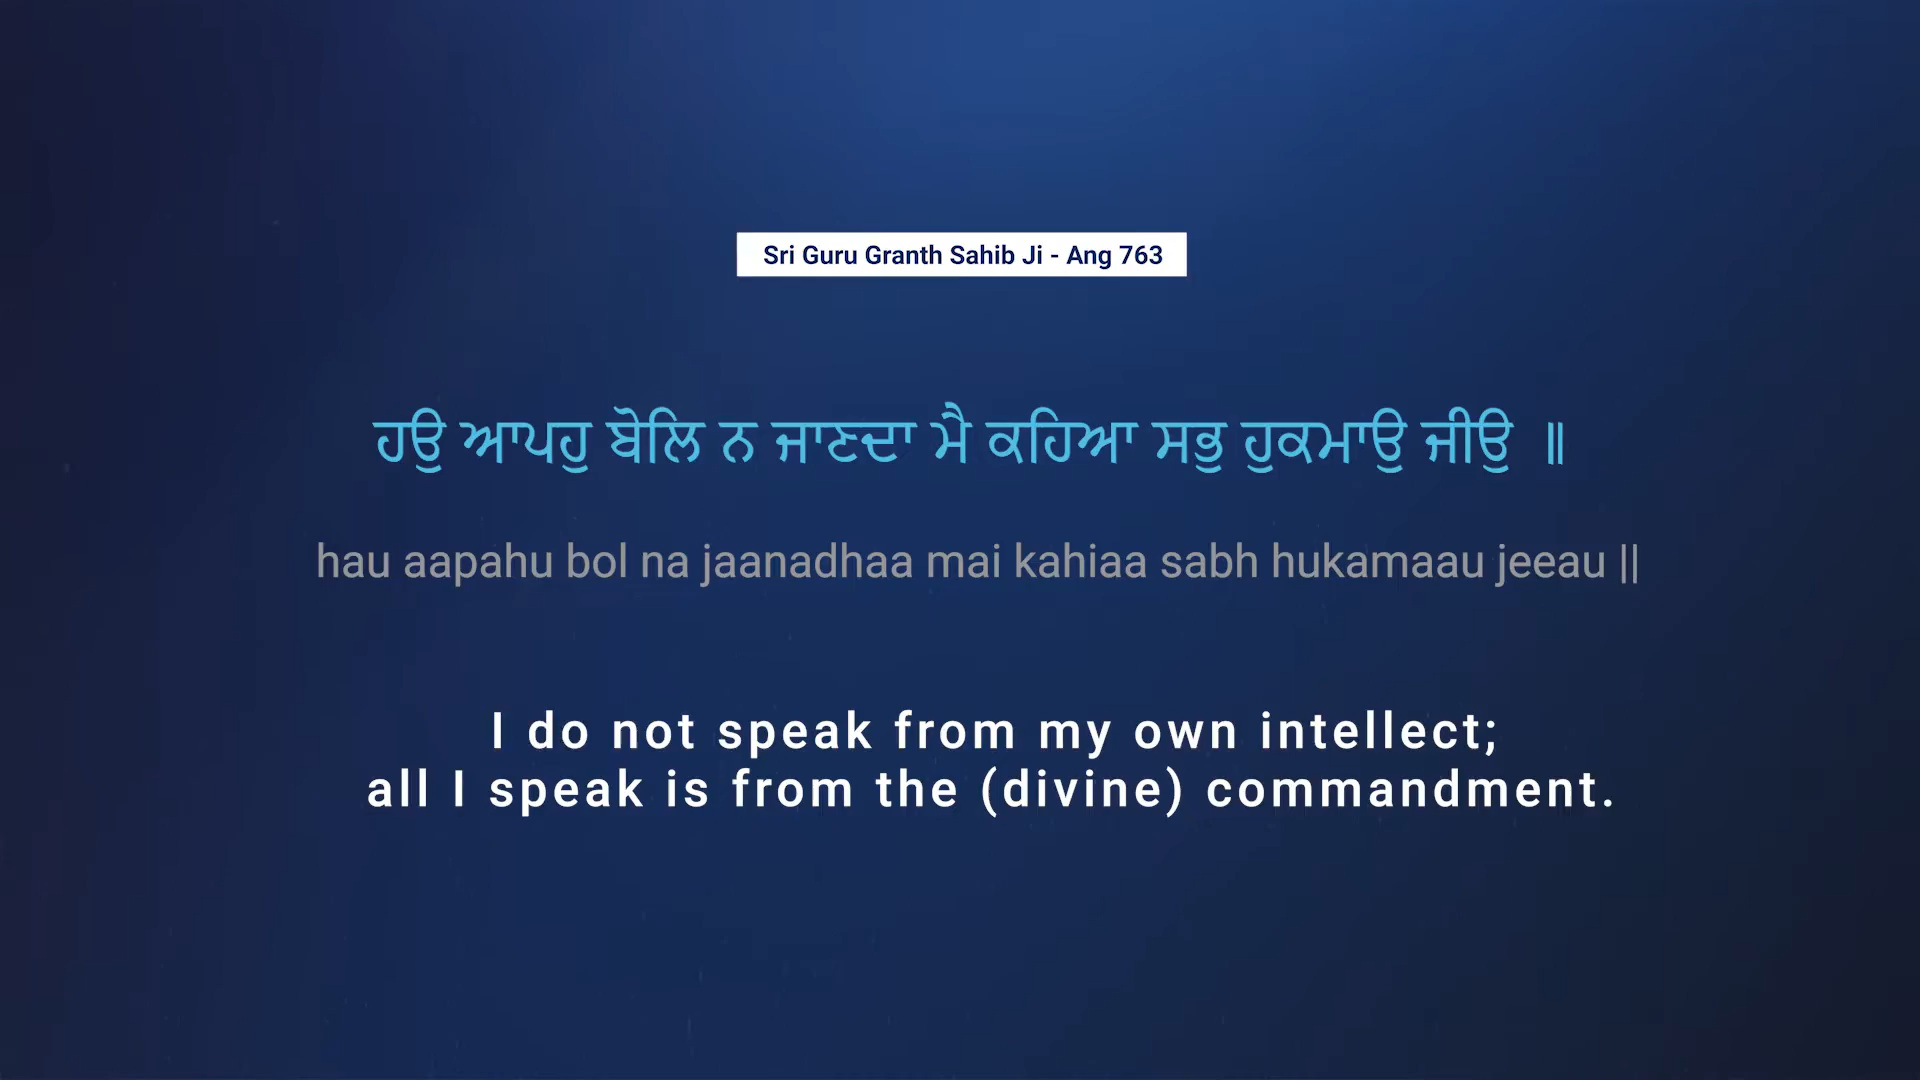 Sri Guru Granth Sahib Ji - Ang 763
ਹਉ ਆਪਹੁ ਬੋਲਿ ਨ ਜਾਣਦਾ ਮੈ ਕਹਿਆ ਸਭੁ ਹੁਕਮਾਉ ਜੀਉ ॥
hau aapahu bol na jaanadhaa mai kahiaa sabh hukamaau jeeau ||
I do not speak from my own intellect;
all I speak is from the (divine) commandment.